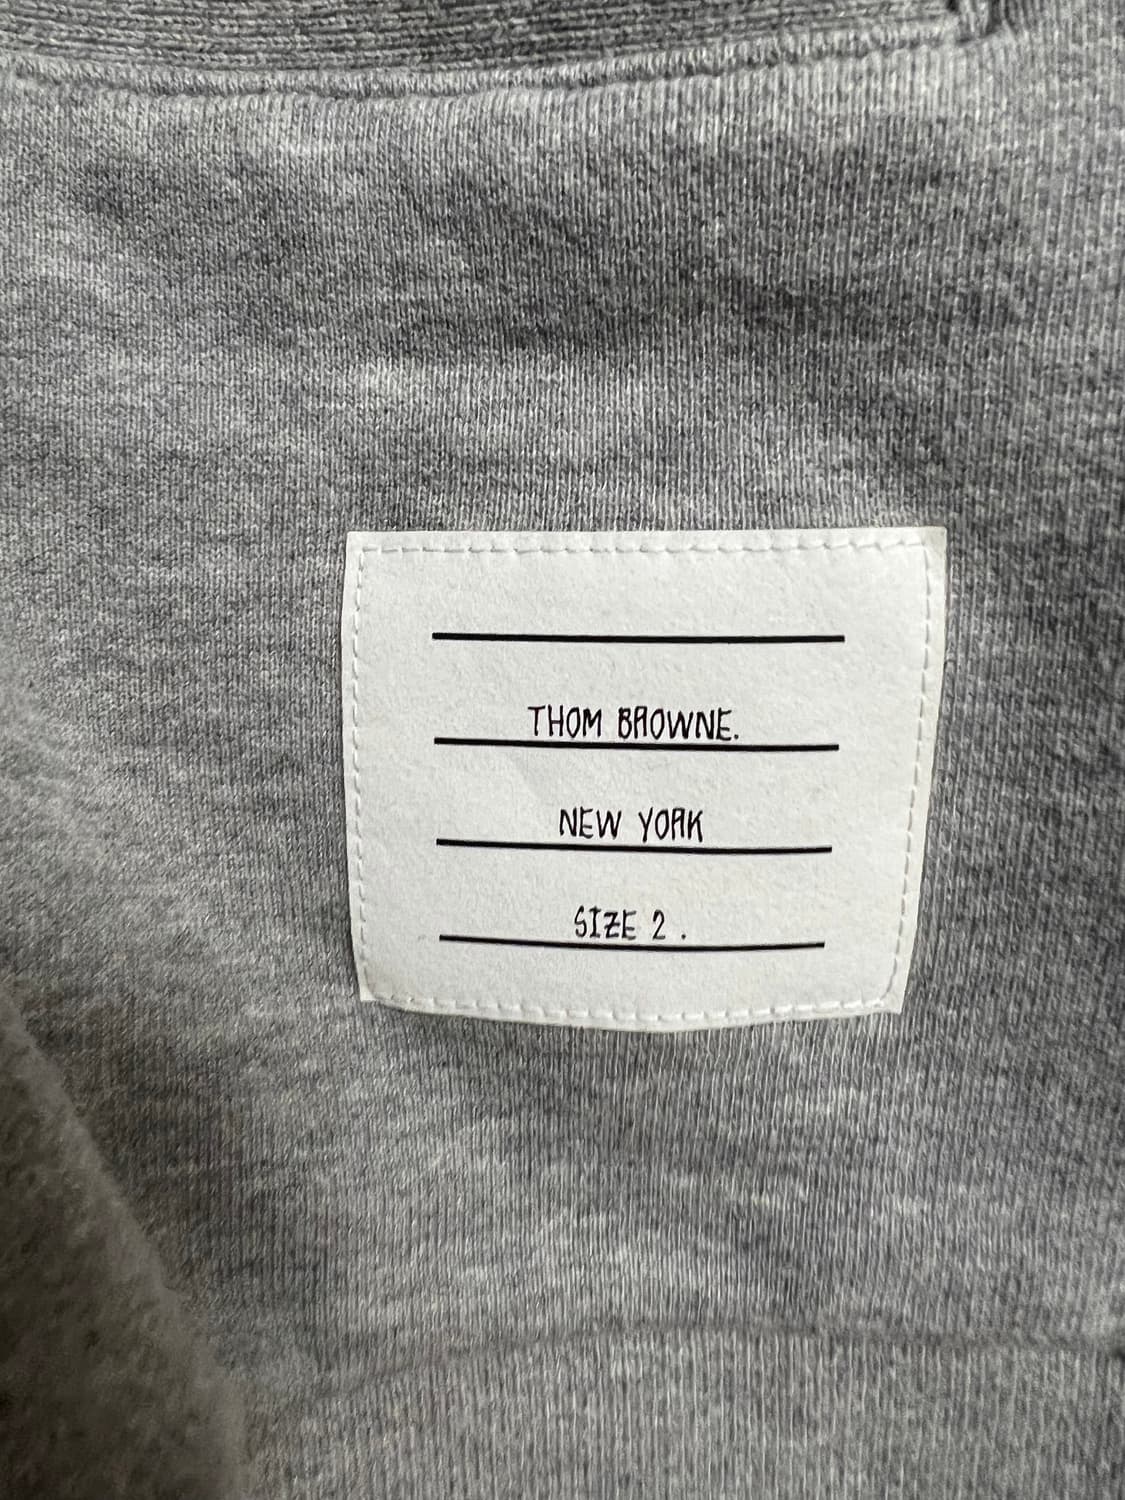 THOM BROWNE.
NEW YORK
SIZE 2 .